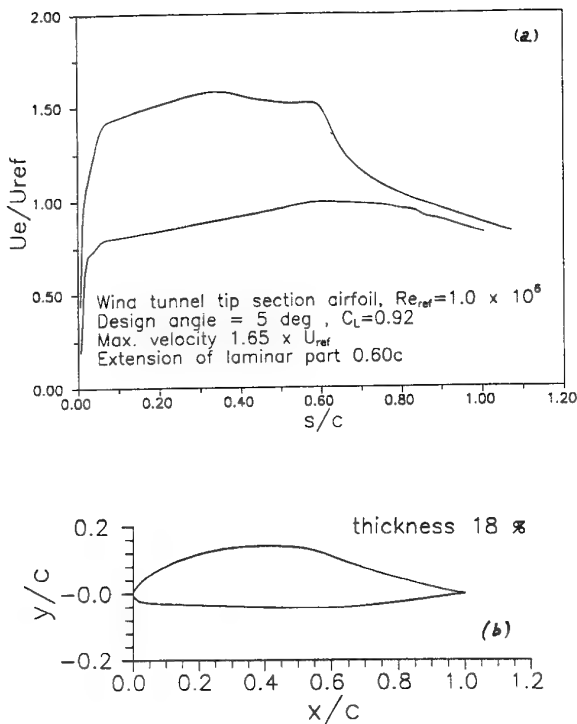 2.00
(a)
1.50
1.00
0.50
0.00
Ue/Uref
Wind tunnel tip section airfoil, Re_ref=1.0 x 10^6
Design angle = 5 deg , C_L=0.92
Max. velocity 1.65 x U_ref
Extension of laminar part 0.60c
0.00 0.20 0.40 0.60 0.80 1.00 1.20
s/c
0.2
-0.0
-0.2
y/c
thickness 18 %
(b)
0.0 0.2 0.4 0.6 0.8 1.0 1.2
x/c